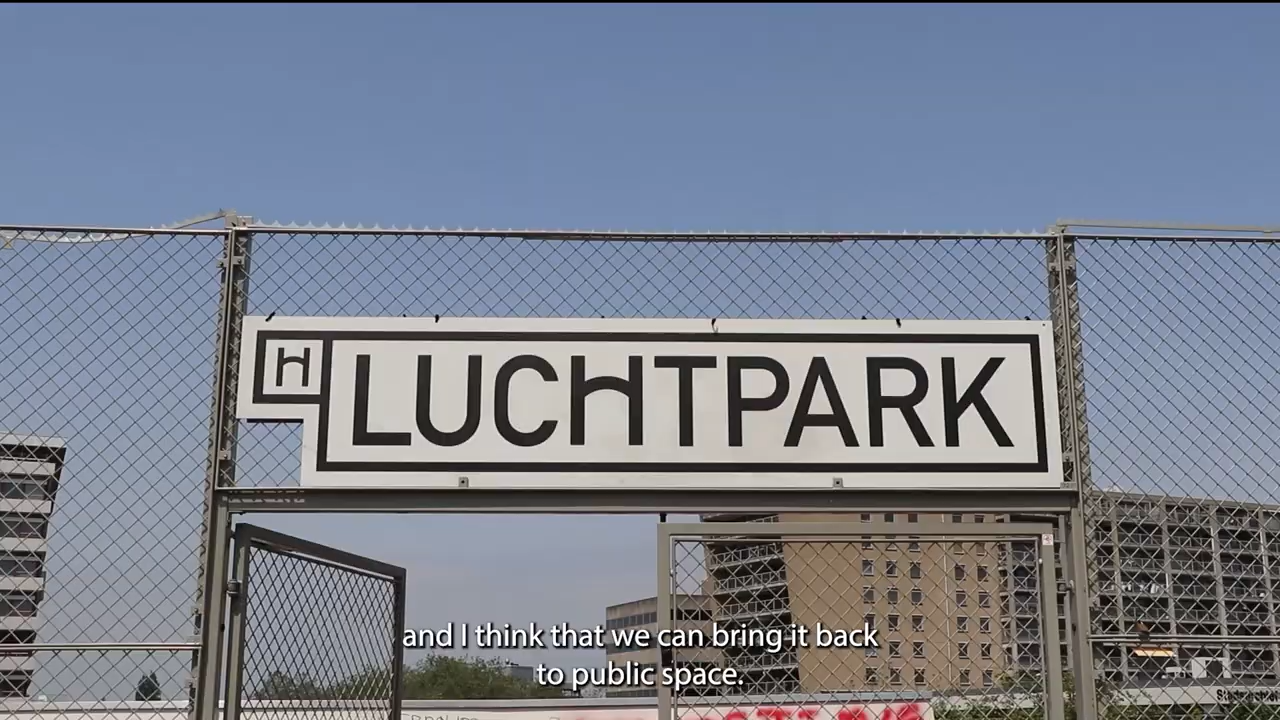 H
LUCHTPARK
and I think that we can bring it back
to public space.